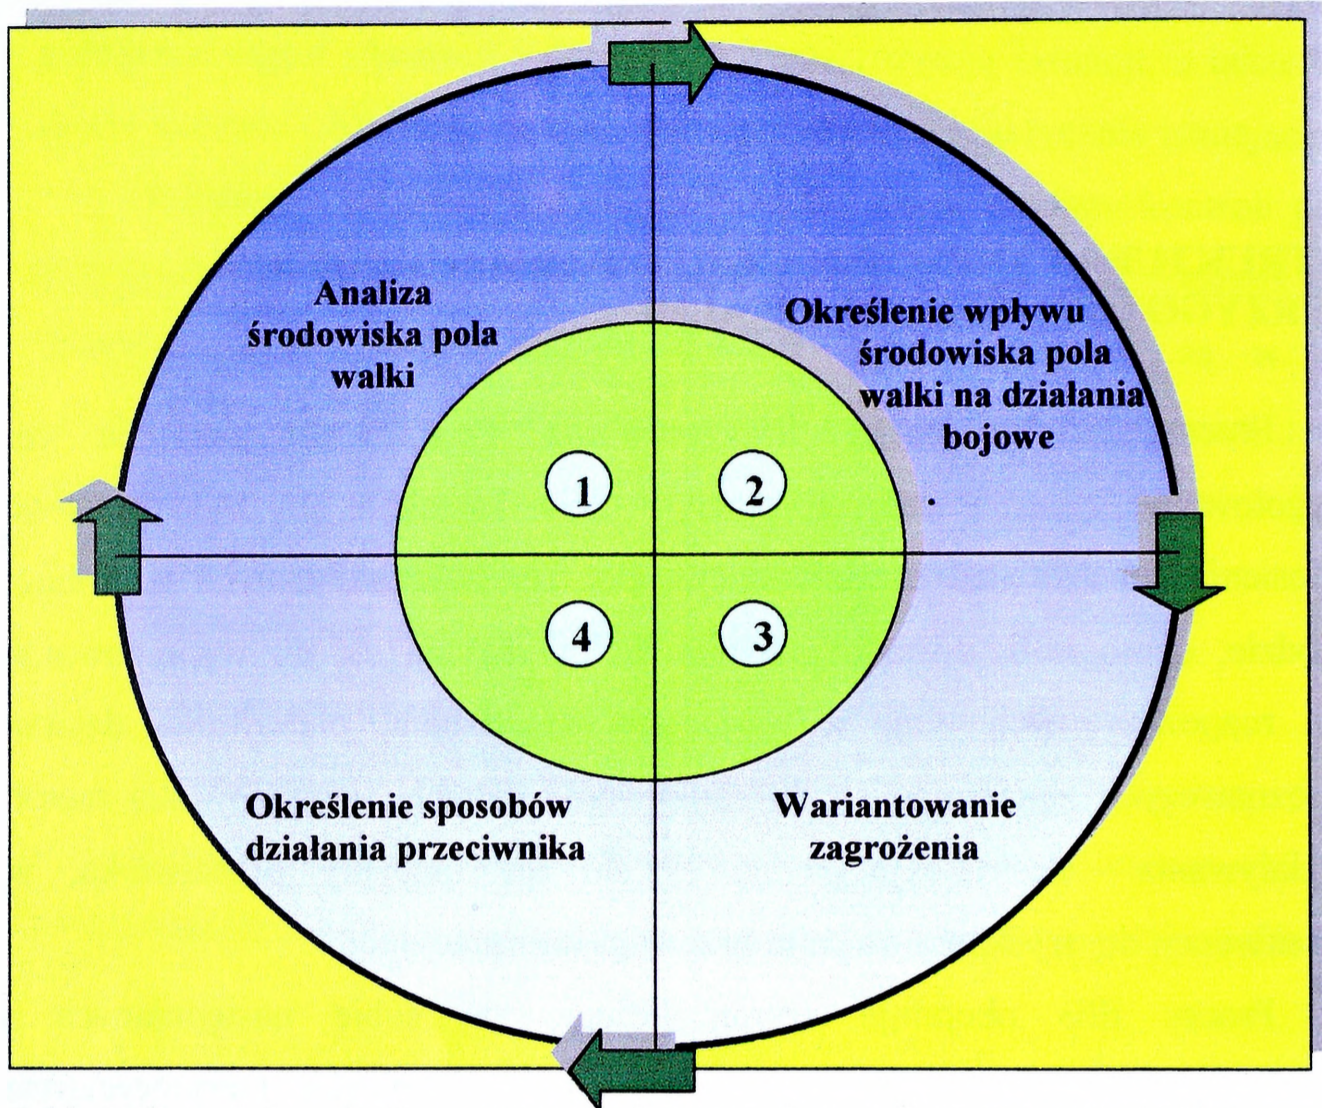 Analiza
środowiska pola
walki
Określenie wpływu
środowiska pola
walki na działania
bojowe
1
2
4
3
Określenie sposobów
działania przeciwnika
Wariantowanie
zagrożenia